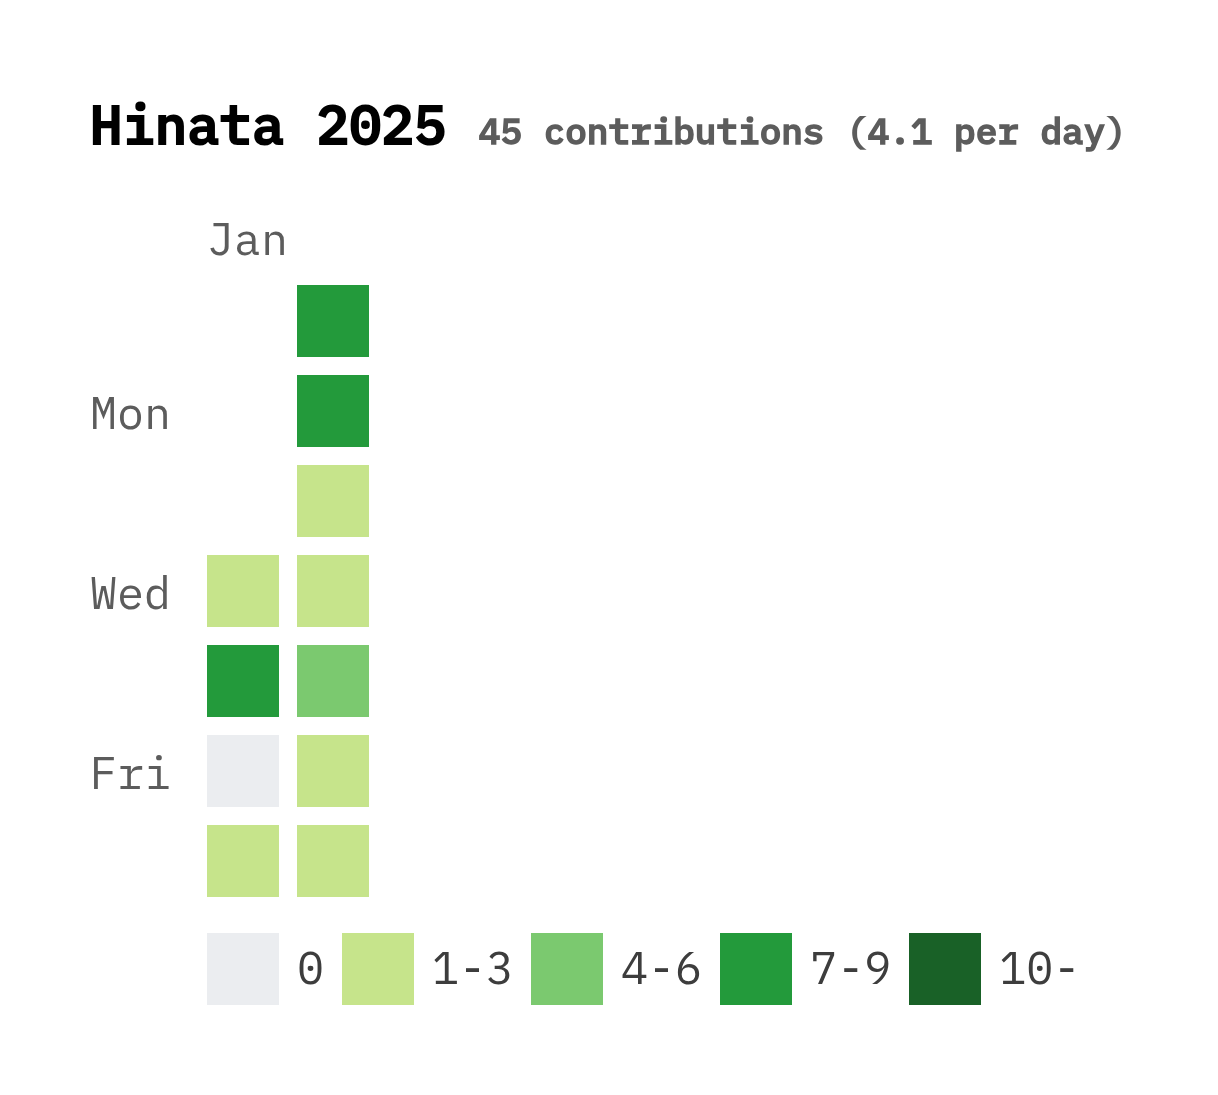 Hinata 2025 45 contributions (4.1 per day)
Jan
Mon
Wed
Fri
0 1-3 4-6 7-9 10-